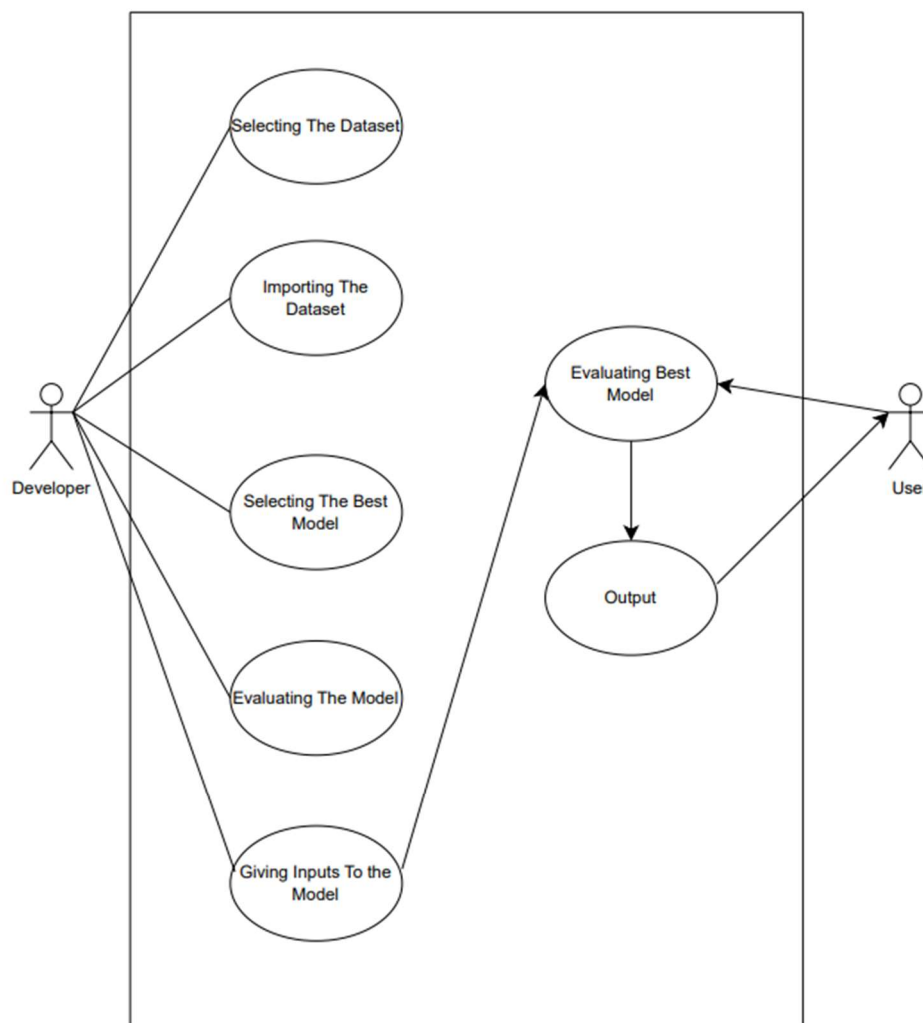 Selecting The Dataset
Importing The
Dataset
Evaluating Best
Model
Developer
Use
Selecting The Best
Model
Output
Evaluating The Model
Giving Inputs To the
Model